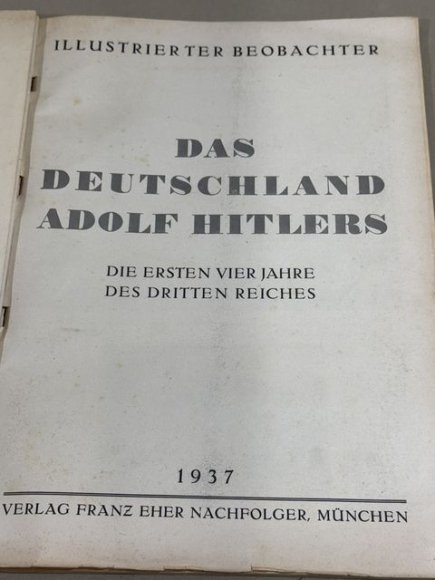 ILLUSTRIERTER BEOBACHTER
DAS
DEUTSCHLAND
ADOLF HITLERS
DIE ERSTEN VIER JAHRE
DES DRITTEN REICHES
1937
VERLAG FRANZ EHER NACHFOLGER, MÜNCHEN